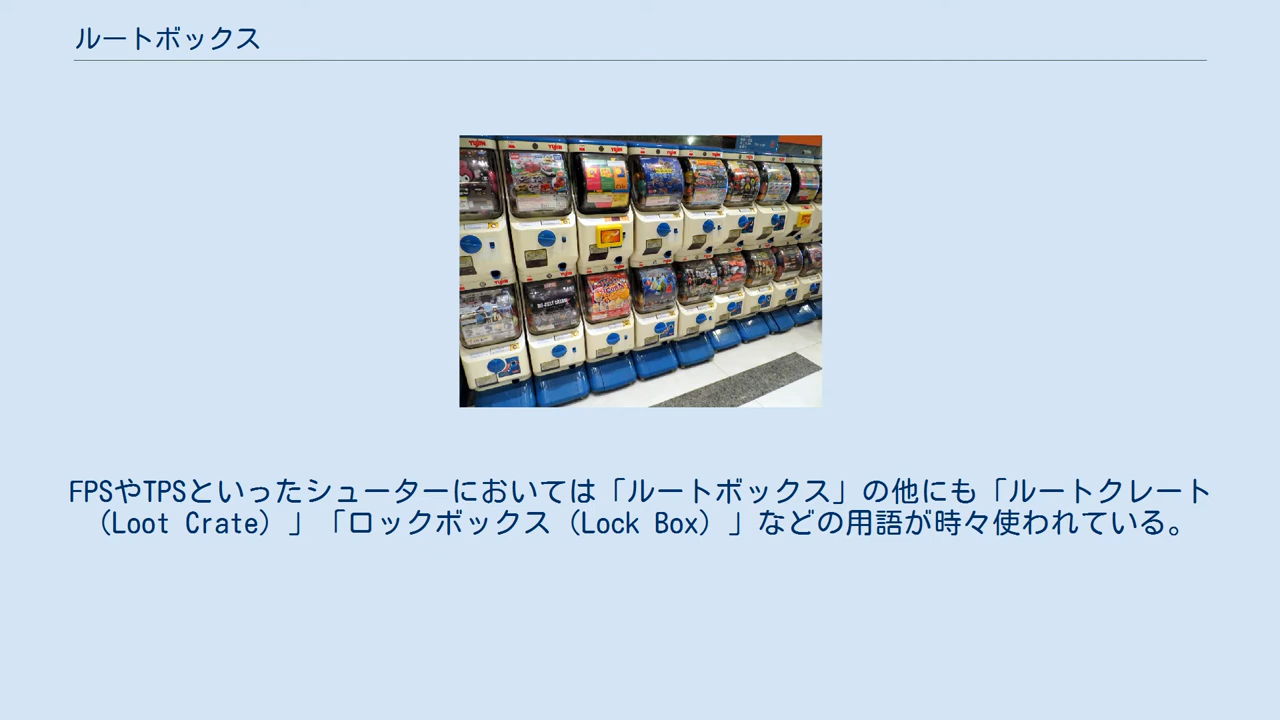 ルートボックス
FPSやTPSといったシューターにおいては「ルートボックス」の他にも「ルートクレート
（Loot Crate）」「ロックボックス（Lock Box）」などの用語が時々使われている。